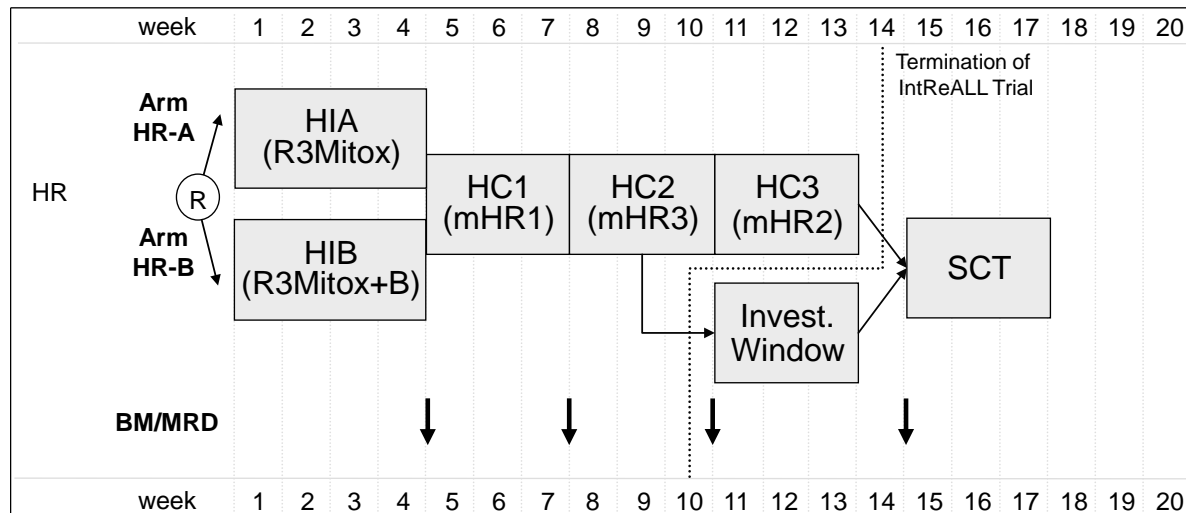 week 1 2 3 4 5 6 7 8 9 10 11 12 13 14 15 16 17 18 19 20
Termination of
IntReALL Trial
Arm
HR-A
HIA
(R3Mitox)
HR
R
HC1
(mHR1)
HC2
(mHR3)
HC3
(mHR2)
Arm
HR-B
HIB
(R3Mitox+B)
SCT
Invest.
Window
BM/MRD
week 1 2 3 4 5 6 7 8 9 10 11 12 13 14 15 16 17 18 19 20